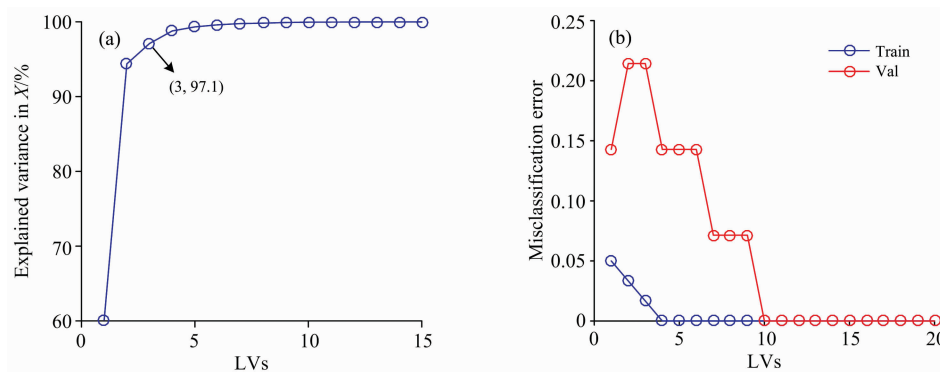 (a)
Explained variance in X/%
100
90
80
70
60
(3, 97.1)
0
5
10
15
LVs
(b)
Misclassification error
0.25
0.20
0.15
0.10
0.05
0
Train
Val
0
5
10
15
20
LVs